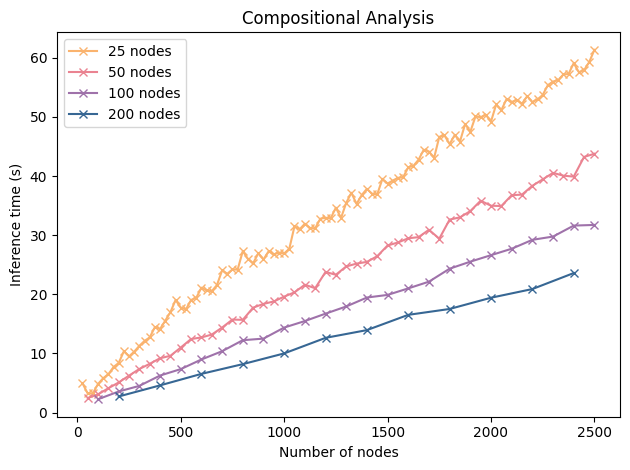 Compositional Analysis
25 nodes
50 nodes
100 nodes
200 nodes
Inference time (s)
60
50
40
30
20
10
0
0 500 1000 1500 2000 2500
Number of nodes